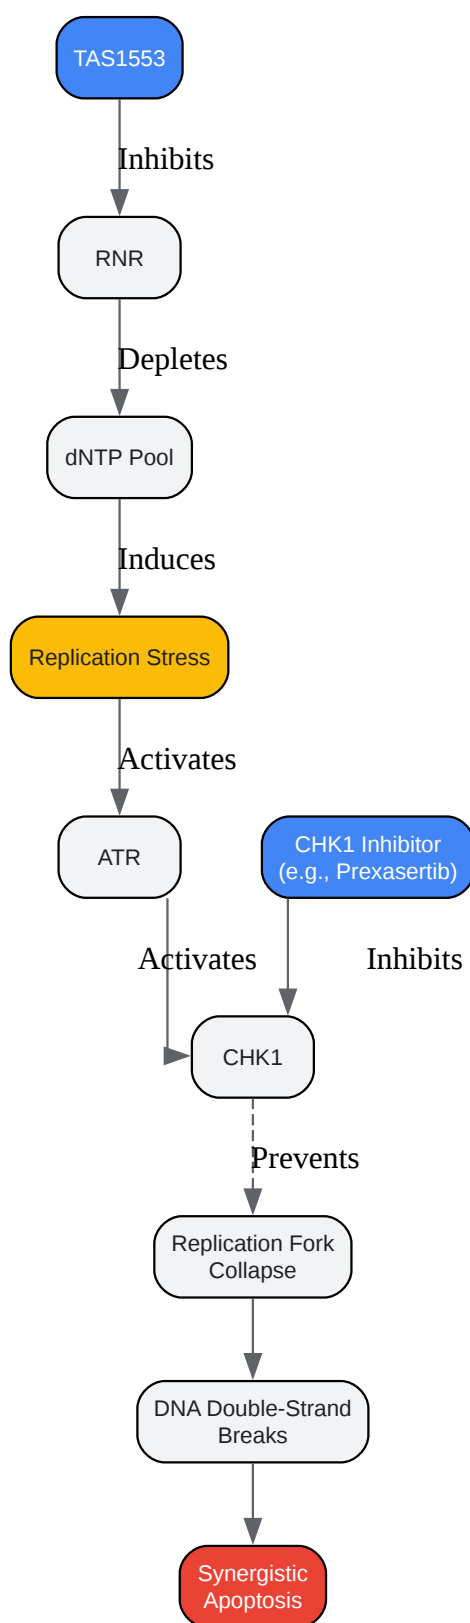 TAS1553
Inhibits
RNR
Depletes
dNTP Pool
Induces
Replication Stress
Activates
ATR
CHK1 Inhibitor
(e.g., Prexasertib)
Activates
Inhibits
CHK1
Prevents
Replication Fork
Collapse
DNA Double-Strand
Breaks
Synergistic
Apoptosis